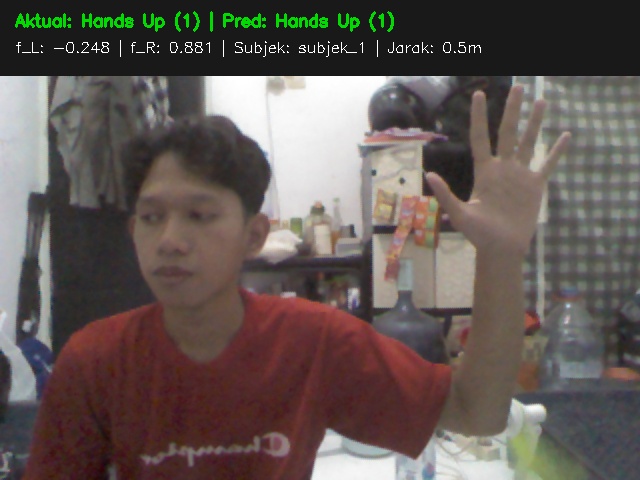 Aktual: Hands Up (1) | Pred: Hands Up (1)
f_L: −0.248 | f_R: 0.881 | Subjek: subjek_1 | Jarak: 0.5m
Champion